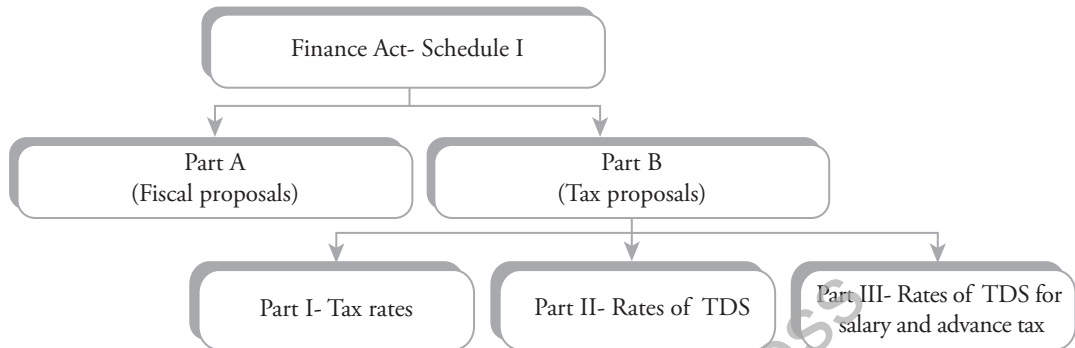 Finance Act- Schedule I
Part A
(Fiscal proposals)
Part B
(Tax proposals)
Part I- Tax rates
Part II- Rates of TDS
Part III- Rates of TDS for
salary and advance tax